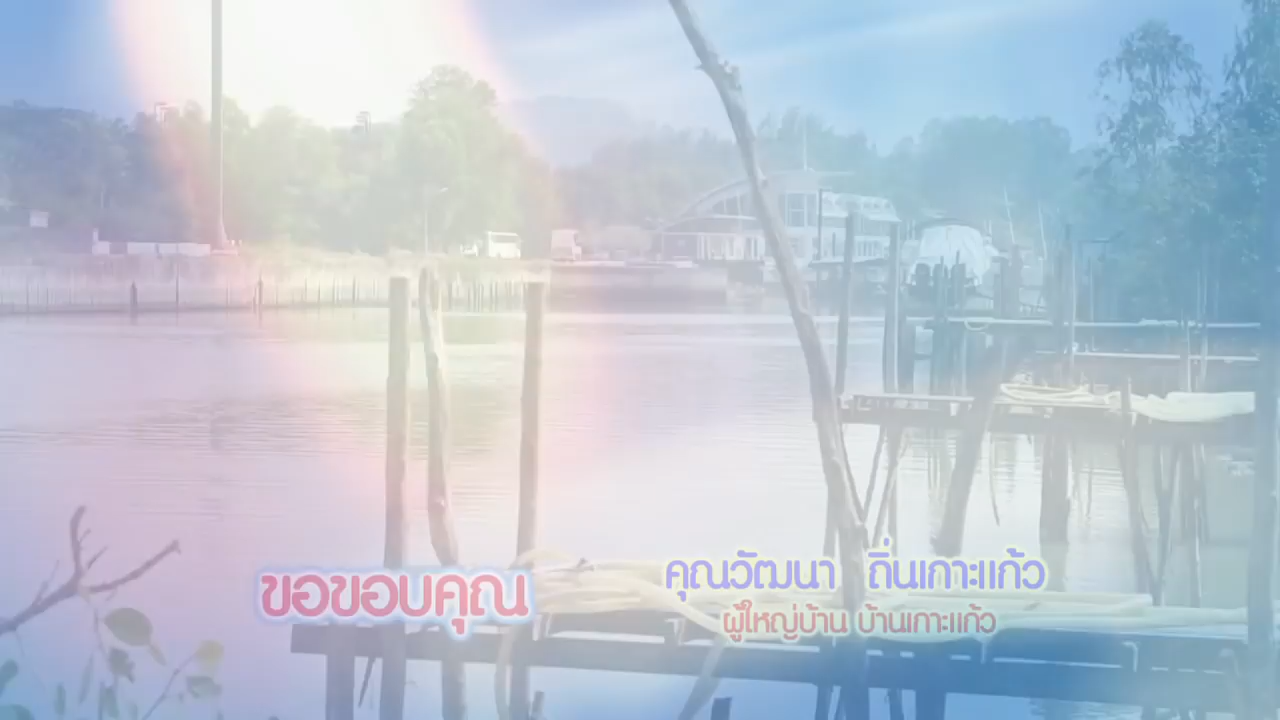 ขอขอบคุณ
คุณวัฒนา ถิ่นเกาะแก้ว
ผู้ใหญ่บ้าน บ้านเกาะแก้ว